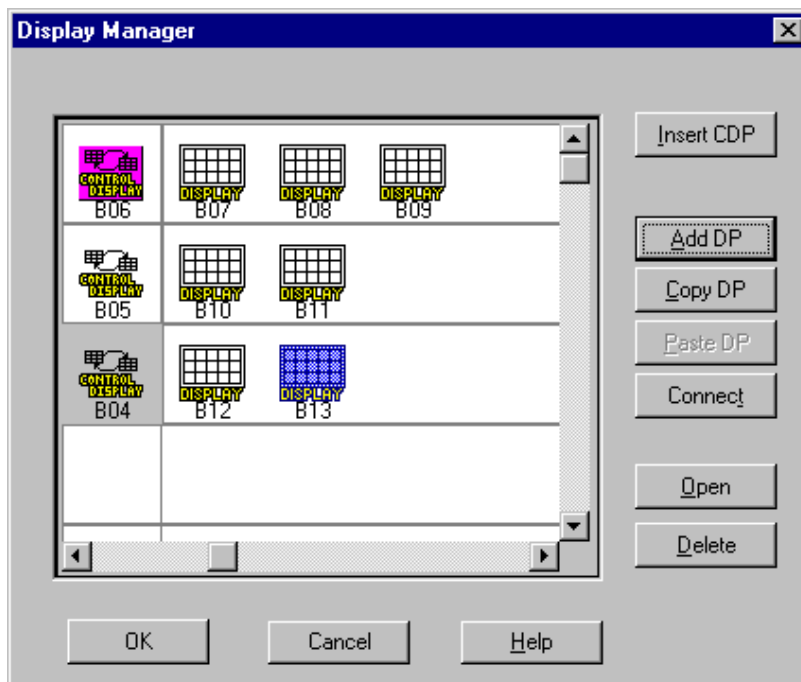 Display Manager
CONTROL DISPLAY B06
DISPLAY B07
DISPLAY B08
DISPLAY B09
CONTROL DISPLAY B05
DISPLAY B10
DISPLAY B11
CONTROL DISPLAY B04
DISPLAY B12
DISPLAY B13
Insert CDP
Add DP
Copy DP
Paste DP
Connect
Open
Delete
OK
Cancel
Help